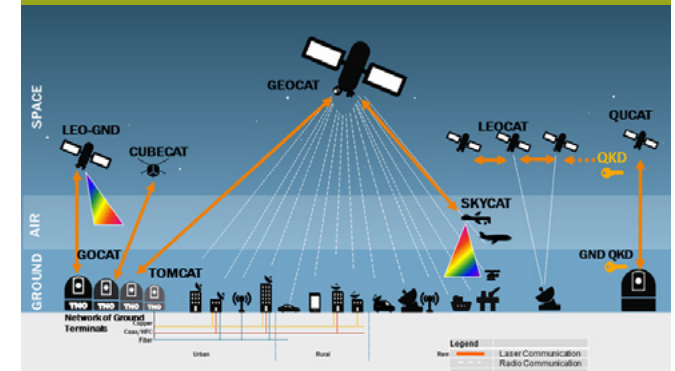 SPACE
AIR
GROUND
GEOCAT
LEO-GND
CUBECAT
LEOCAT
QUCAT
QKD
SKYCAT
GOCAT
TOMCAT
GND QKD
TNO TNO TNO TNO
Network of Ground
Terminals
Copper
Coax/NFC
Fiber
Urban
Rural
Legend
Laser Communication
Radio Communication